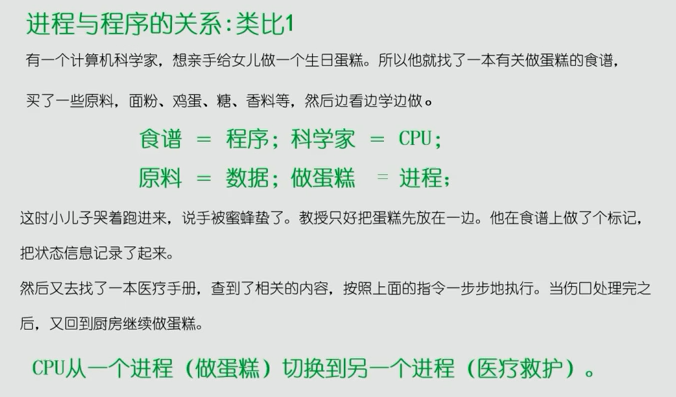 进程与程序的关系:类比1
有一个计算机科学家，想亲手给女儿做一个生日蛋糕。所以他就找了一本有关做蛋糕的食谱，
买了一些原料，面粉、鸡蛋、糖、香料等，然后边看边学边做。
食谱 = 程序; 科学家 = CPU;
原料 = 数据; 做蛋糕 = 进程;
这时小儿子哭着跑进来，说手被蜜蜂蛰了。教授只好把蛋糕先放在一边。他在食谱上做了个标记，
把状态信息记录了起来。
然后又去找了一本医疗手册，查到了相关的内容，按照上面的指令一步步地执行。当伤口处理完之
后，又回到厨房继续做蛋糕。
CPU从一个进程（做蛋糕）切换到另一个进程（医疗救护）。